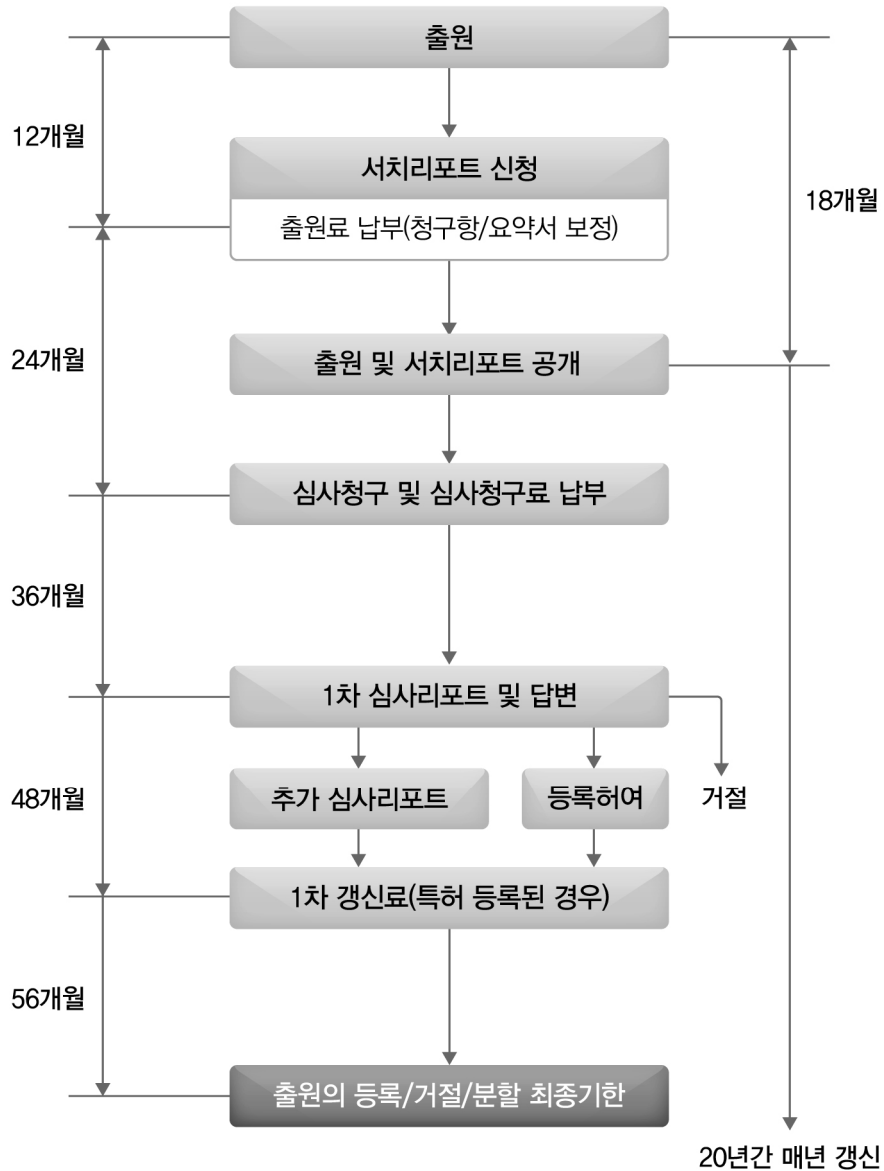 출원
12개월
서치리포트 신청
18개월
출원료 납부(청구항/요약서 보정)
24개월
출원 및 서치리포트 공개
심사청구 및 심사청구료 납부
36개월
1차 심사리포트 및 답변
48개월
추가 심사리포트
등록허여
거절
1차 갱신료(특허 등록된 경우)
56개월
출원의 등록/거절/분할 최종기한
20년간 매년 갱신